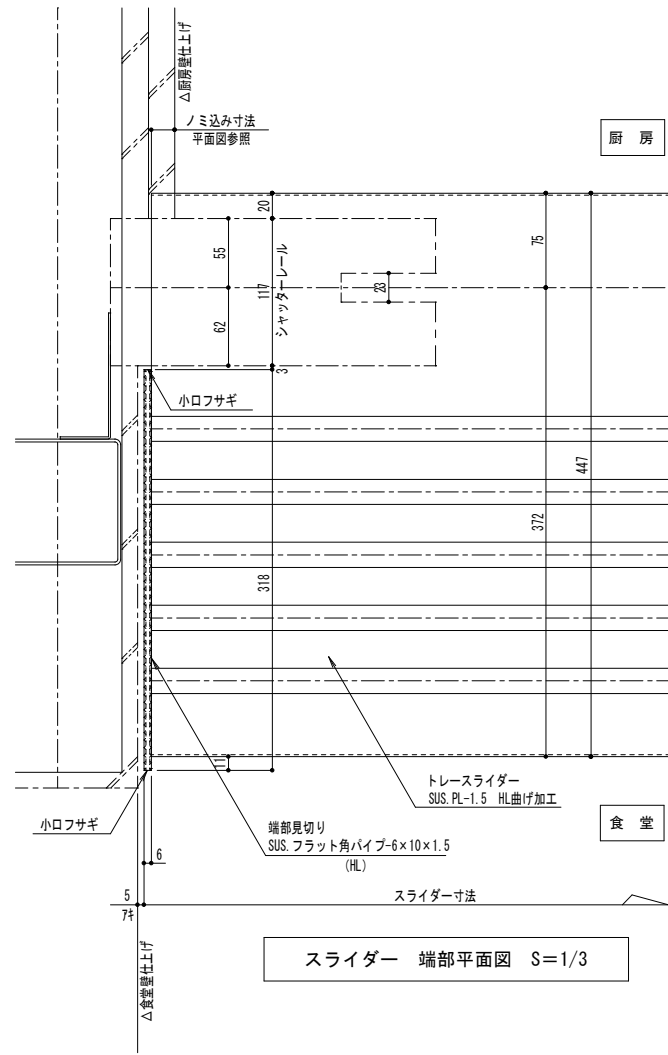 △厨房壁仕上げ
ノミ込み寸法
平面図参照
厨 房
20
55
75
117
シャッターレール
23
62
3
小口フサギ
447
372
318
11
トレースライダー
SUS.PL-1.5 HL曲げ加工
小口フサギ
端部見切り
SUS.フラット角パイプ-6×10×1.5
(HL)
食 堂
6
5
アキ
スライダー寸法
△食堂壁仕上げ
スライダー 端部平面図 S=1/3